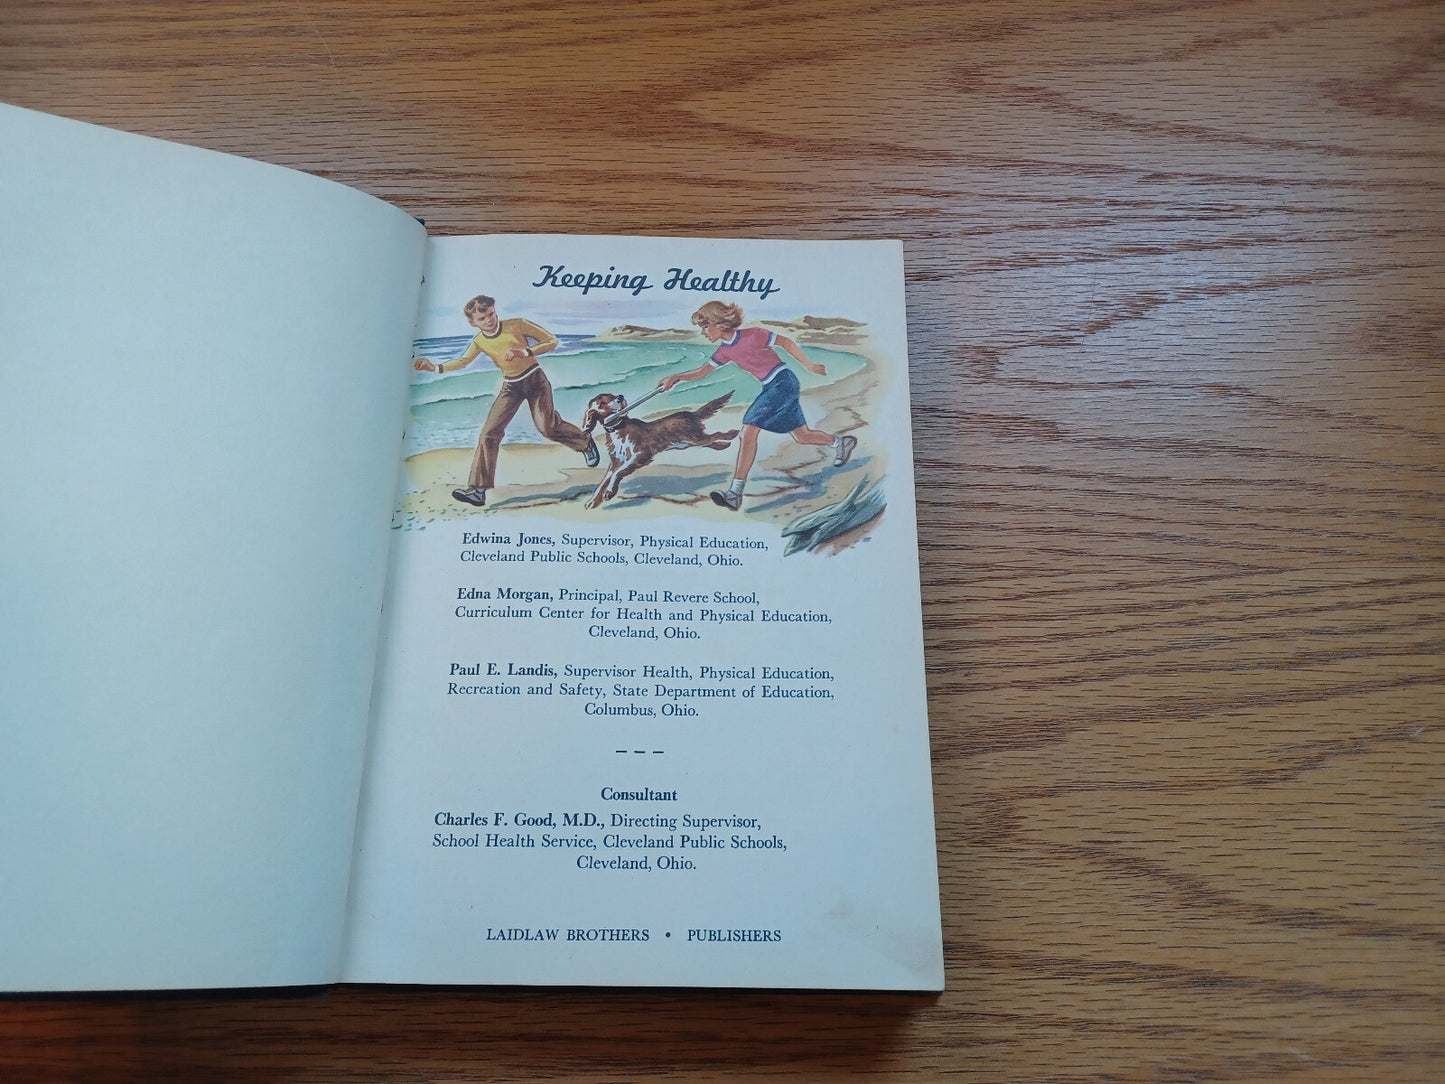 Keeping Healthy
Edwina Jones, Supervisor, Physical Education,
Cleveland Public Schools, Cleveland, Ohio.
Edna Morgan, Principal, Paul Revere School,
Curriculum Center for Health and Physical Education,
Cleveland, Ohio.
Paul E. Landis, Supervisor Health, Physical Education,
Recreation and Safety, State Department of Education,
Columbus, Ohio.
– – –
Consultant
Charles F. Good, M.D., Directing Supervisor,
School Health Service, Cleveland Public Schools,
Cleveland, Ohio.
LAIDLAW BROTHERS • PUBLISHERS